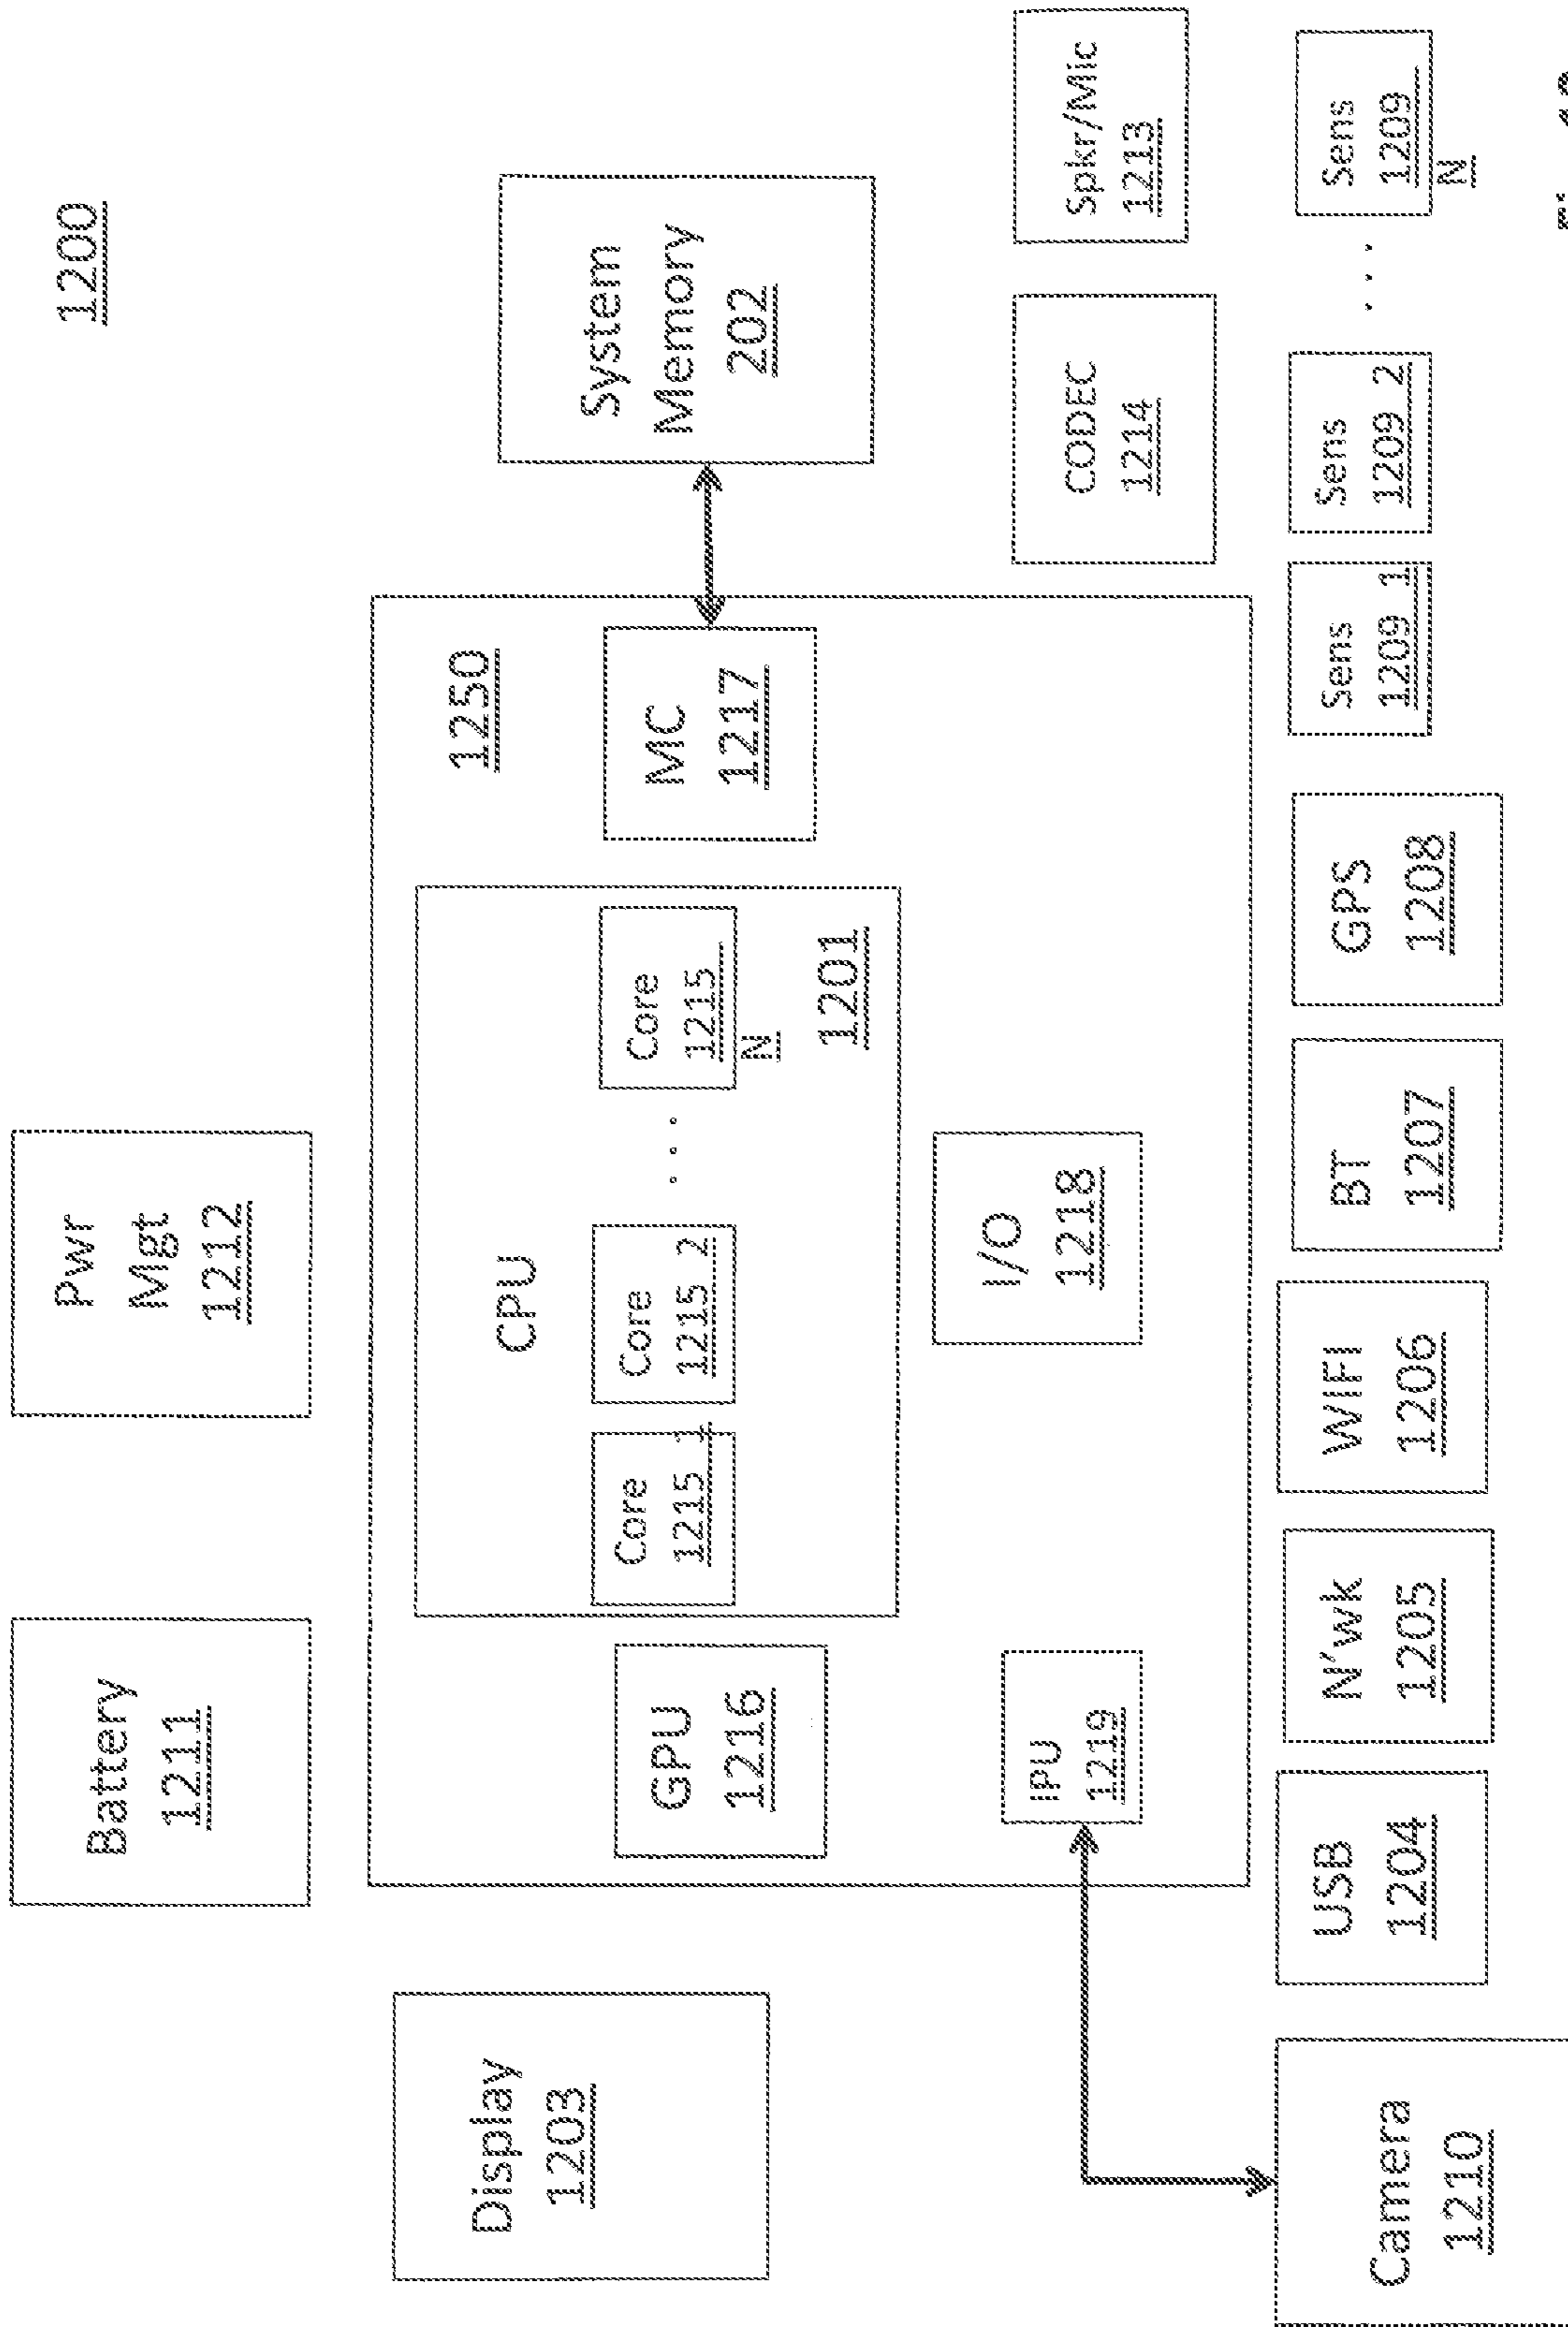 1200
Battery
1211
Pwr
Mgt
1212
Display
1203
1250
CPU
Core
1215_1
Core
1215_2
. . .
Core
1215_
N
1201
GPU
1216
MC
1217
System
Memory
202
IPU
1219
I/O
1218
CODEC
1214
Spkr/Mic
1213
Camera
1210
USB
1204
N'wk
1205
WIFI
1206
BT
1207
GPS
1208
Sens
1209_1
Sens
1209_2
. . .
Sens
1209_
N